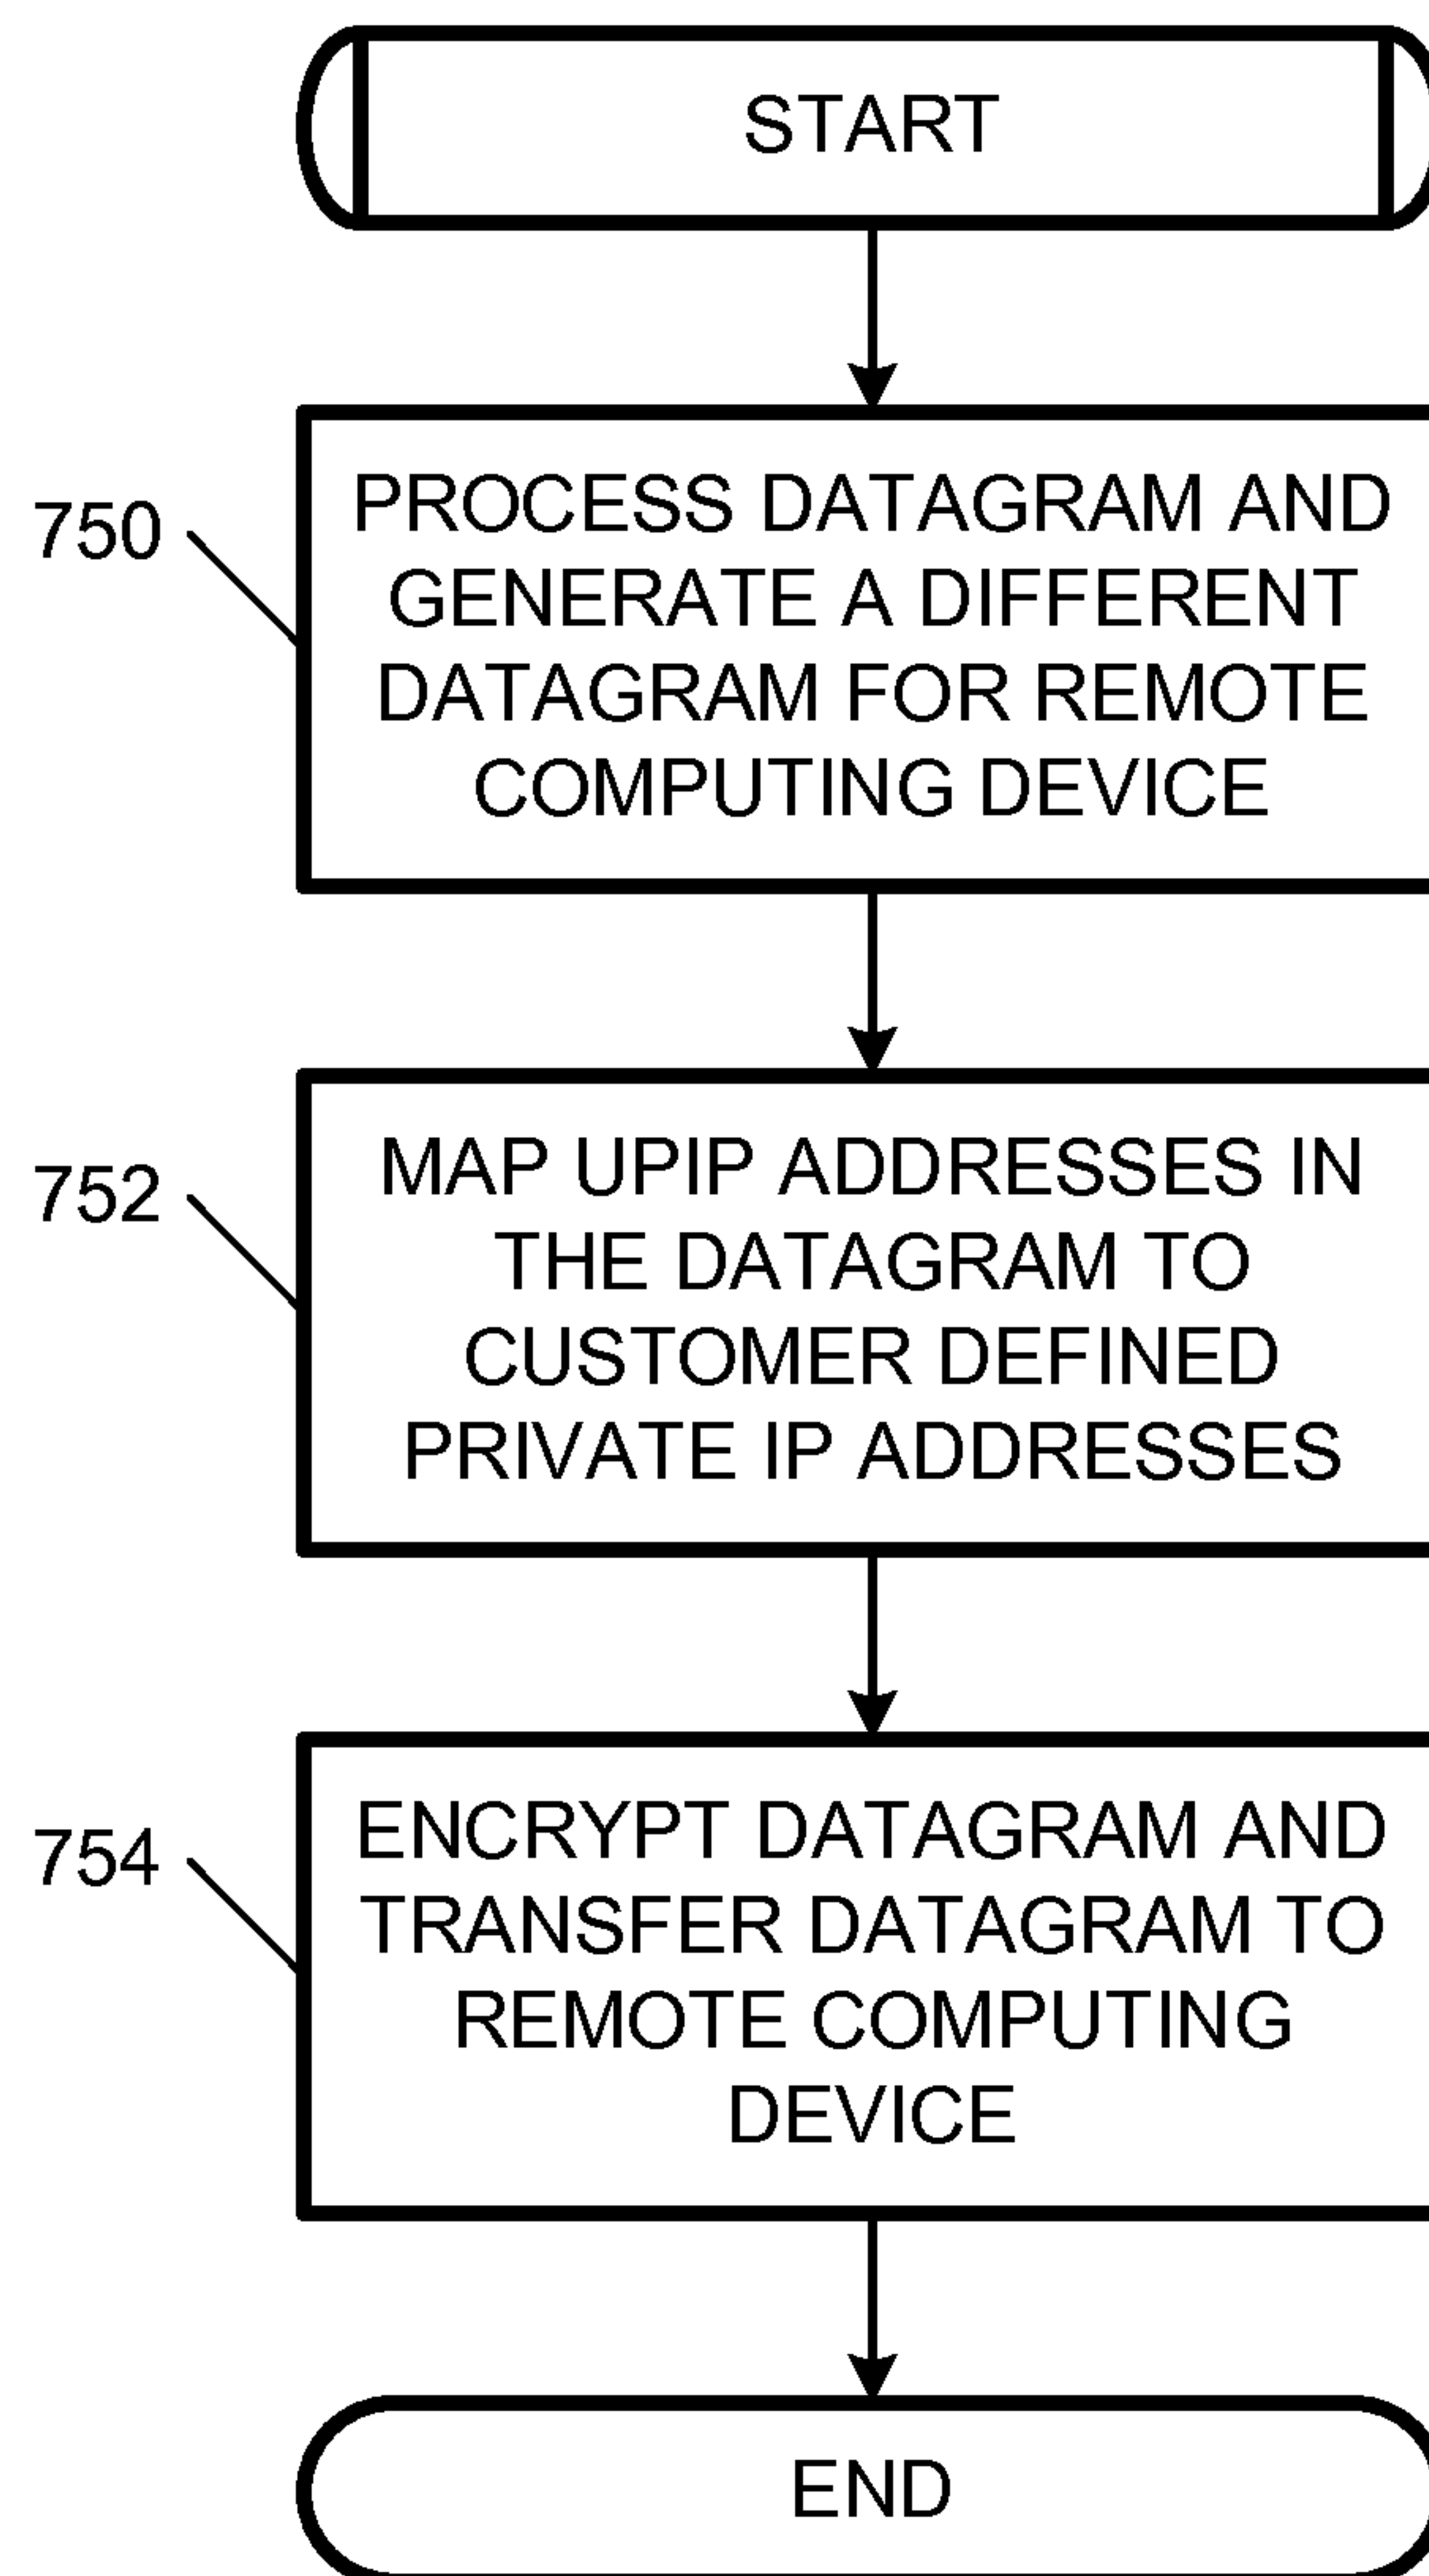 START
750
PROCESS DATAGRAM AND
GENERATE A DIFFERENT
DATAGRAM FOR REMOTE
COMPUTING DEVICE
752
MAP UPIP ADDRESSES IN
THE DATAGRAM TO
CUSTOMER DEFINED
PRIVATE IP ADDRESSES
754
ENCRYPT DATAGRAM AND
TRANSFER DATAGRAM TO
REMOTE COMPUTING
DEVICE
END